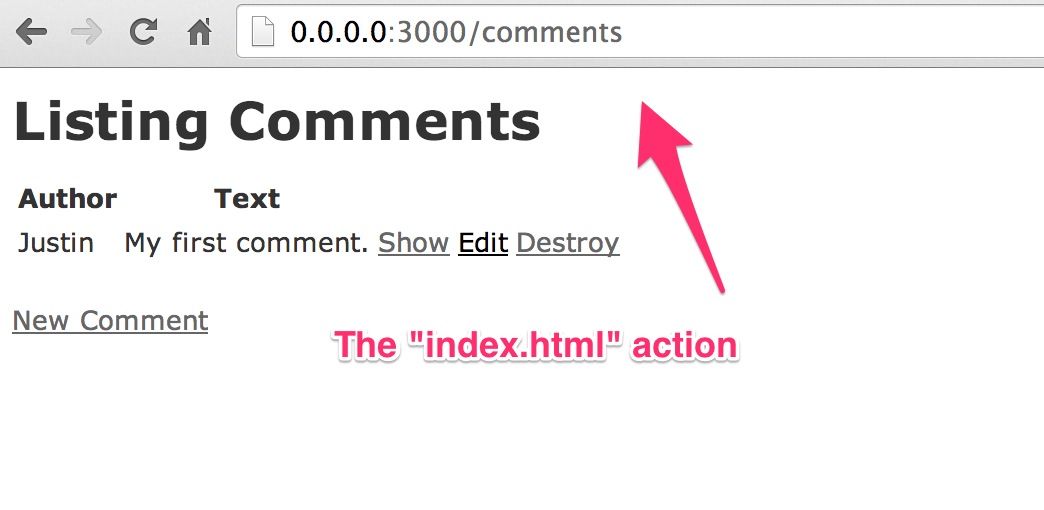 0.0.0.0:3000/comments
Listing Comments
Author Text
Justin My first comment. Show Edit Destroy
New Comment
The "index.html" action